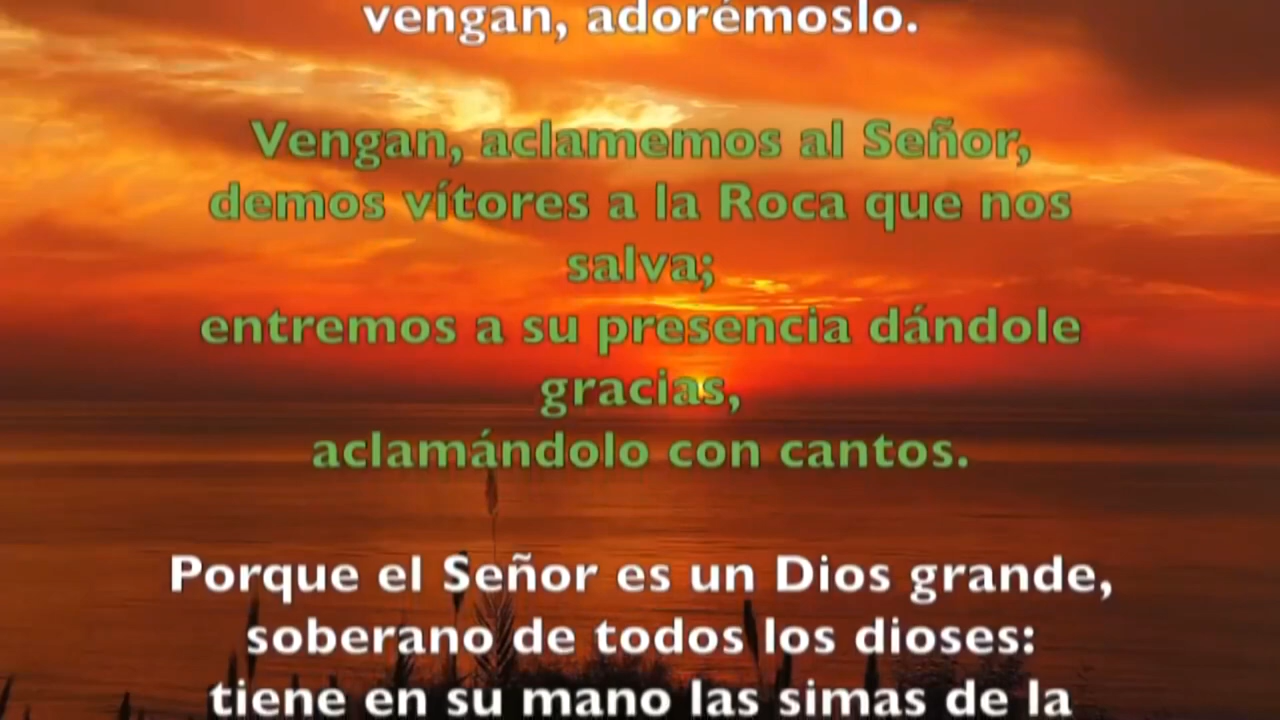 vengan, adorémoslo.
Vengan, aclamemos al Señor,
demos vítores a la Roca que nos
salva;
entremos a su presencia dándole
gracias,
aclamándolo con cantos.
Porque el Señor es un Dios grande,
soberano de todos los dioses:
tiene en su mano las simas de la